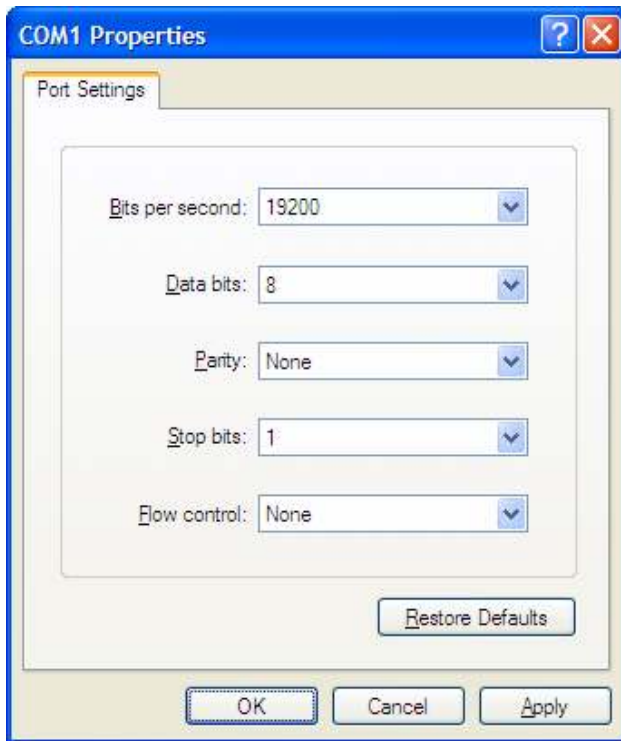 COM1 Properties
?
Port Settings
Bits per second: 19200
Data bits: 8
Parity: None
Stop bits: 1
Flow control: None
Restore Defaults
OK Cancel Apply